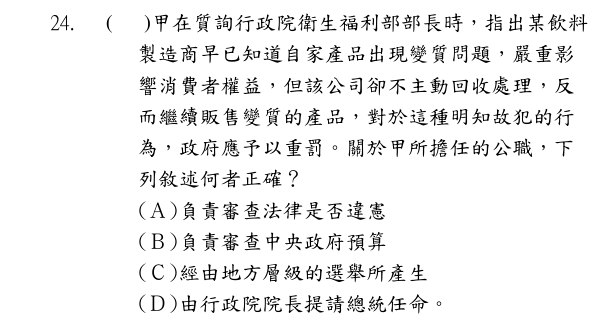 24. (　)甲在質詢行政院衛生福利部部長時，指出某飲料
製造商早已知道自家產品出現變質問題，嚴重影
響消費者權益，但該公司卻不主動回收處理，反
而繼續販售變質的產品，對於這種明知故犯的行
為，政府應予以重罰。關於甲所擔任的公職，下
列敘述何者正確？
(A)負責審查法律是否違憲
(B)負責審查中央政府預算
(C)經由地方層級的選舉所產生
(D)由行政院院長提請總統任命。